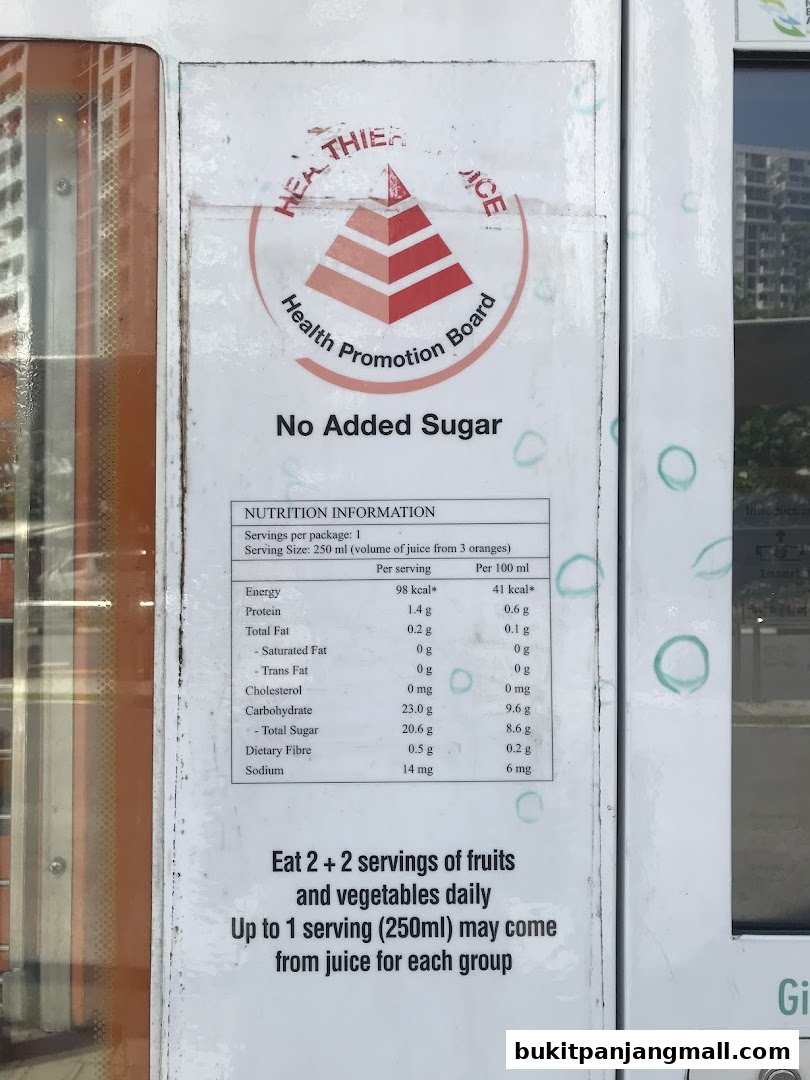 HEALTHIER
Health Promotion Board
No Added Sugar
NUTRITION INFORMATION
Servings per package: 1
Serving Size: 250 ml (volume of juice from 3 oranges)
Per serving Per 100 ml
Energy 98 kcal* 41 kcal*
Protein 1.4 g 0.6 g
Total Fat 0.2 g 0.1 g
- Saturated Fat 0 g 0 g
- Trans Fat 0 g 0 g
Cholesterol 0 mg 0 mg
Carbohydrate 23.0 g 9.6 g
- Total Sugar 20.6 g 8.6 g
Dietary Fibre 0.5 g 0.2 g
Sodium 14 mg 6 mg
Eat 2 + 2 servings of fruits
and vegetables daily
Up to 1 serving (250ml) may come
from juice for each group
Gi
bukitpanjangmall.com